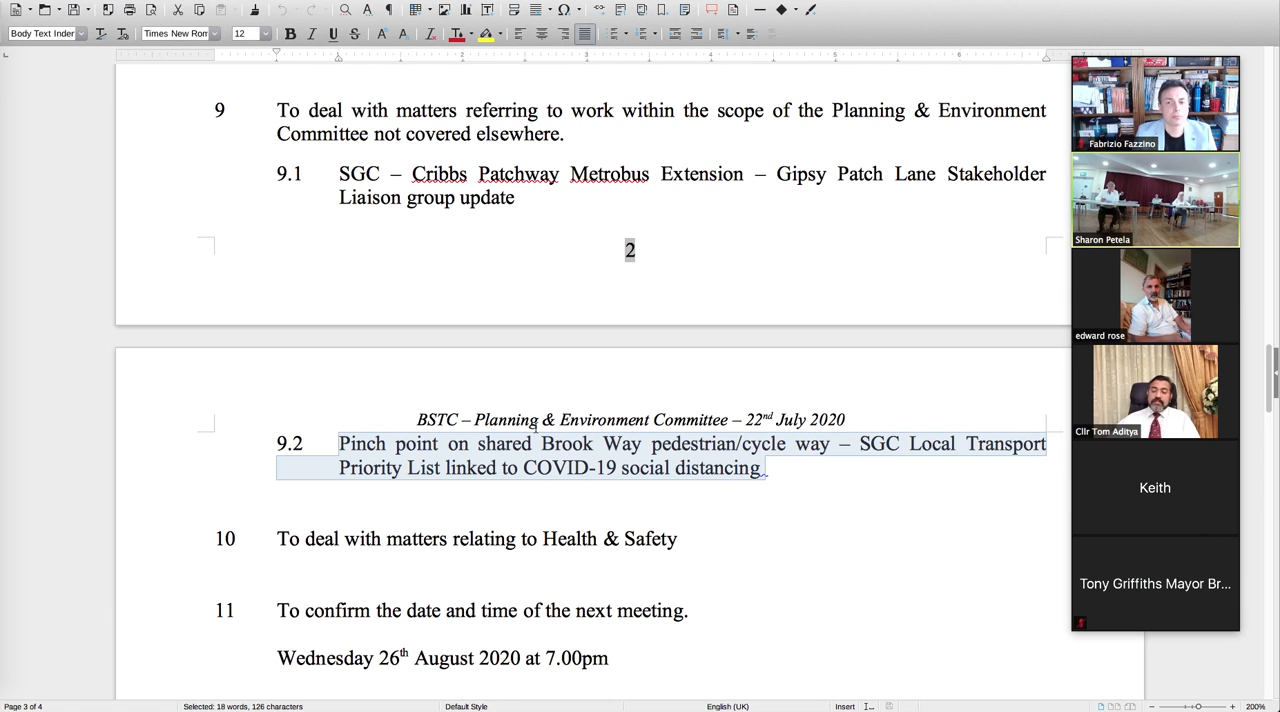 Body Text Inden
Times New Rom
12
9 To deal with matters referring to work within the scope of the Planning & Environment
Committee not covered elsewhere.
9.1 SGC – Cribbs Patchway Metrobus Extension – Gipsy Patch Lane Stakeholder
Liaison group update
2
BSTC – Planning & Environment Committee – 22nd July 2020
9.2 Pinch point on shared Brook Way pedestrian/cycle way – SGC Local Transport
Priority List linked to COVID-19 social distancing
10 To deal with matters relating to Health & Safety
11 To confirm the date and time of the next meeting.
Wednesday 26th August 2020 at 7.00pm
Fabrizio Fazzino
Sharon Petela
edward rose
Cllr Tom Aditya
Keith
Tony Griffiths Mayor Br...
Page 3 of 4
Selected: 18 words, 126 characters
Default Style
English (UK)
Insert
200%